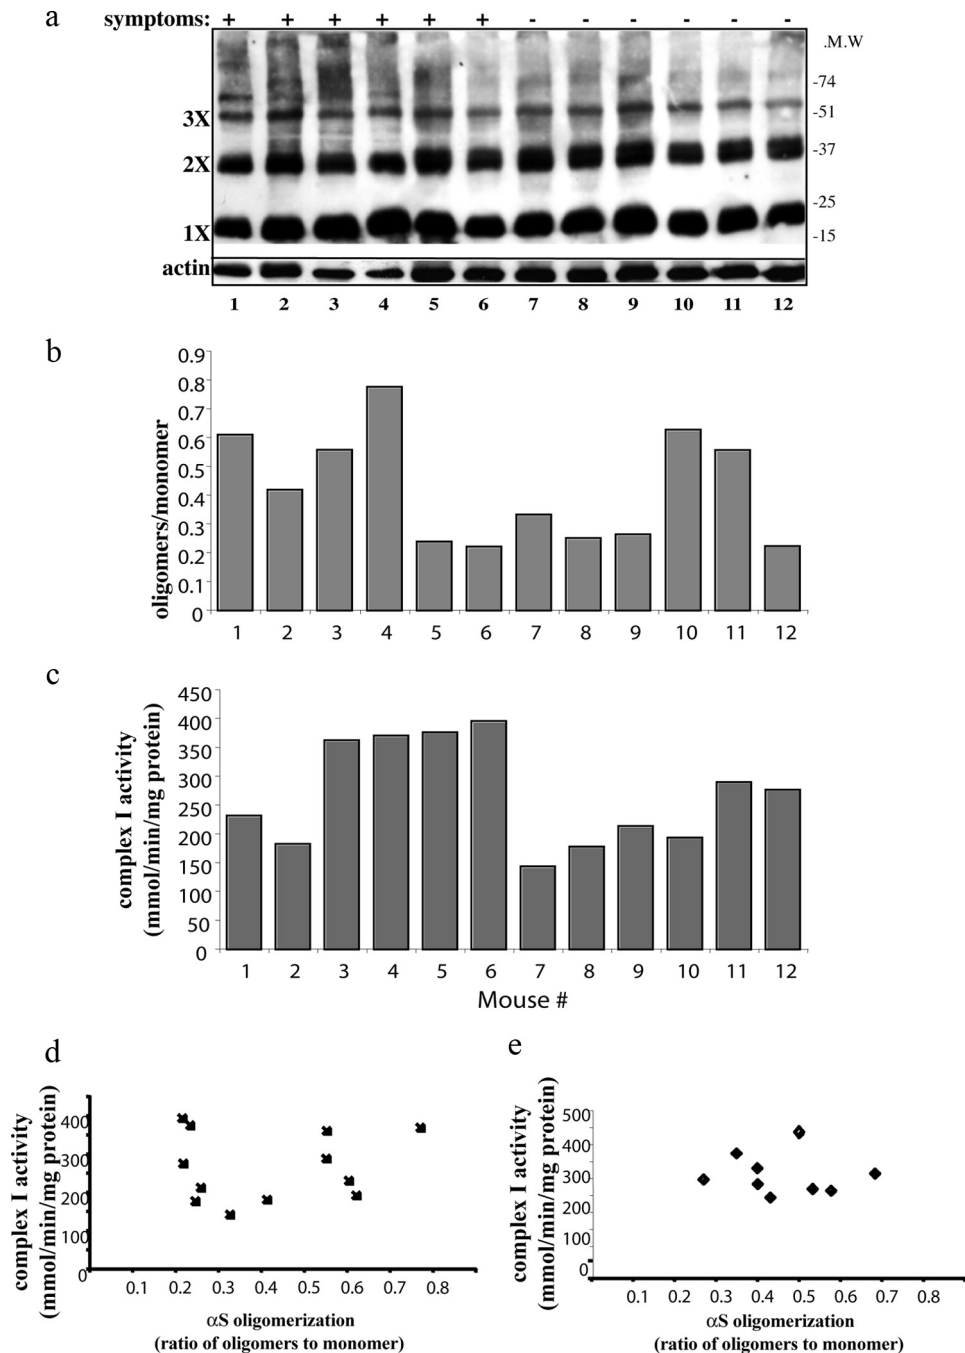 a
symptoms: + + + + + + - - - - - -
.M.W
-74
3X
-51
2X
-37
-25
1X
-15
actin
1 2 3 4 5 6 7 8 9 10 11 12
b
oligomers/monomer
0.9
0.8
0.7
0.6
0.5
0.4
0.3
0.2
0.1
0
1 2 3 4 5 6 7 8 9 10 11 12
c
complex I activity
(mmol/min/mg protein)
450
400
350
300
250
200
150
100
50
0
1 2 3 4 5 6 7 8 9 10 11 12
Mouse #
d
complex I activity
(mmol/min/mg protein)
400
300
200
100
0
0.1 0.2 0.3 0.4 0.5 0.6 0.7 0.8
αS oligomerization
(ratio of oligomers to monomer)
e
complex I activity
(mmol/min/mg protein)
500
400
300
200
100
0
0.1 0.2 0.3 0.4 0.5 0.6 0.7 0.8
αS oligomerization
(ratio of oligomers to monomer)